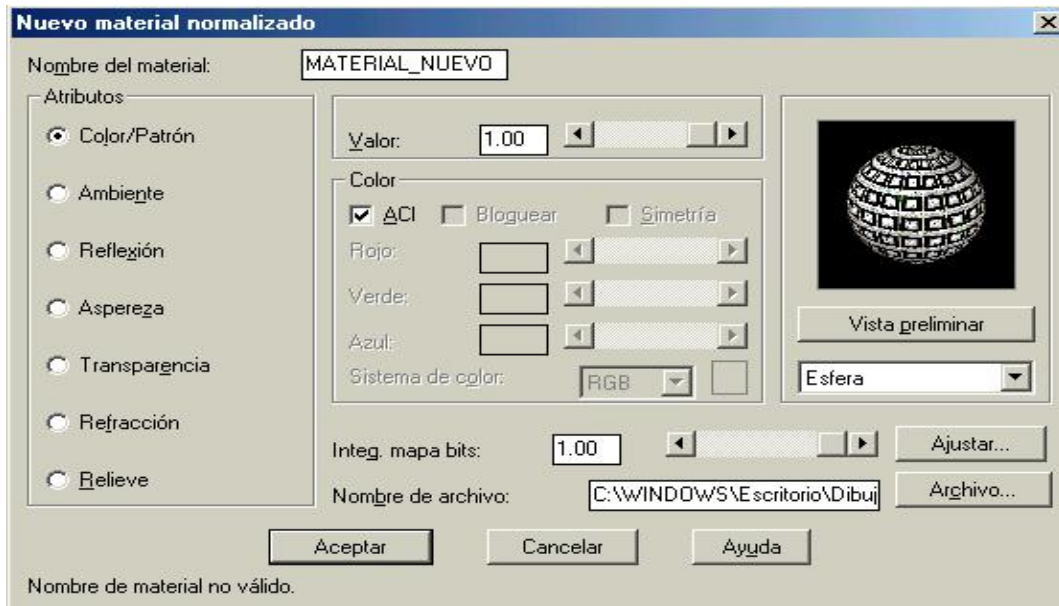 Nuevo material normalizado
Nombre del material: MATERIAL_NUEVO
Atributos
Color/Patrón
Ambiente
Reflexión
Aspereza
Transparencia
Refracción
Relieve
Valor: 1.00
Color
ACI Bloquear Simetría
Rojo:
Verde:
Azul:
Sistema de color: RGB
Vista preliminar
Esfera
Integ. mapa bits: 1.00 Ajustar...
Nombre de archivo: C:\WINDOWS\Escritorio\Dibuj Archivo...
Aceptar Cancelar Ayuda
Nombre de material no válido.